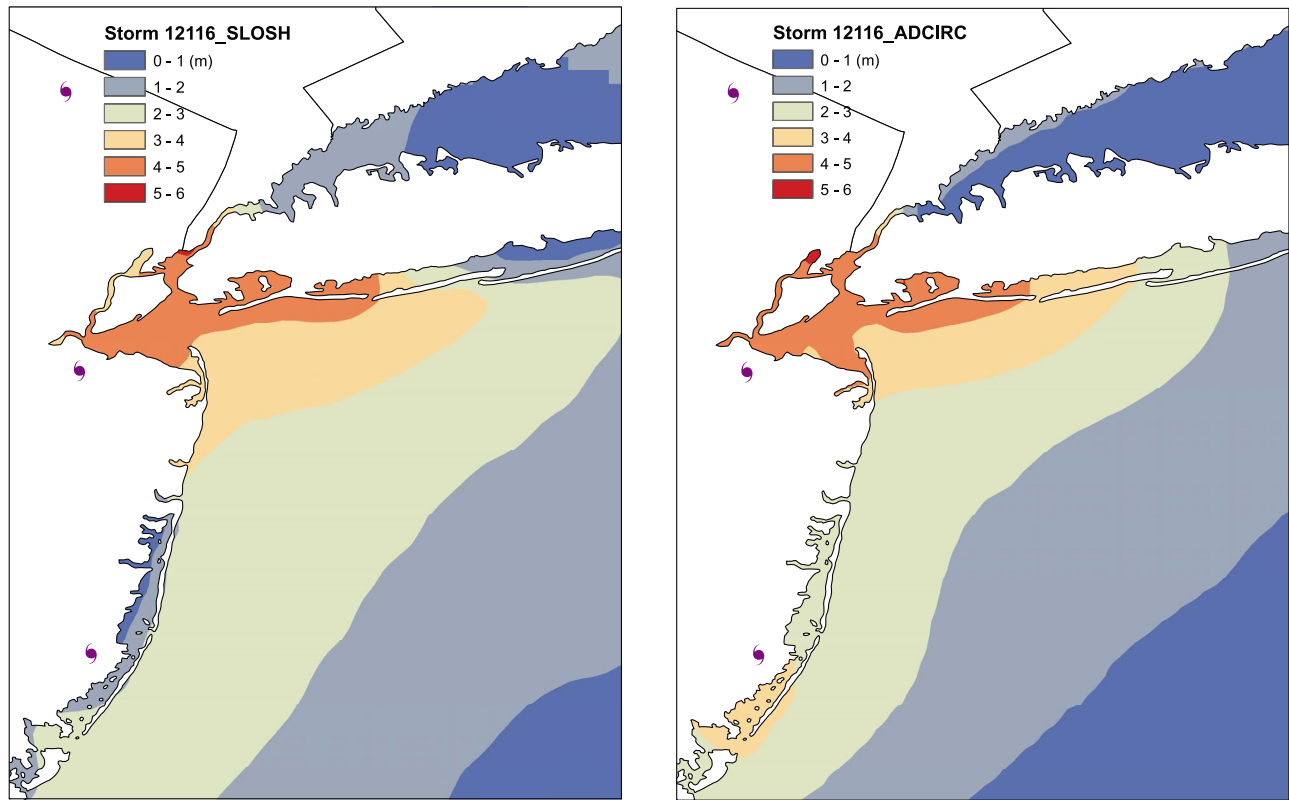 Storm 12116_SLOSH
0 - 1 (m)
1 - 2
2 - 3
3 - 4
4 - 5
5 - 6
Storm 12116_ADCIRC
0 - 1 (m)
1 - 2
2 - 3
3 - 4
4 - 5
5 - 6